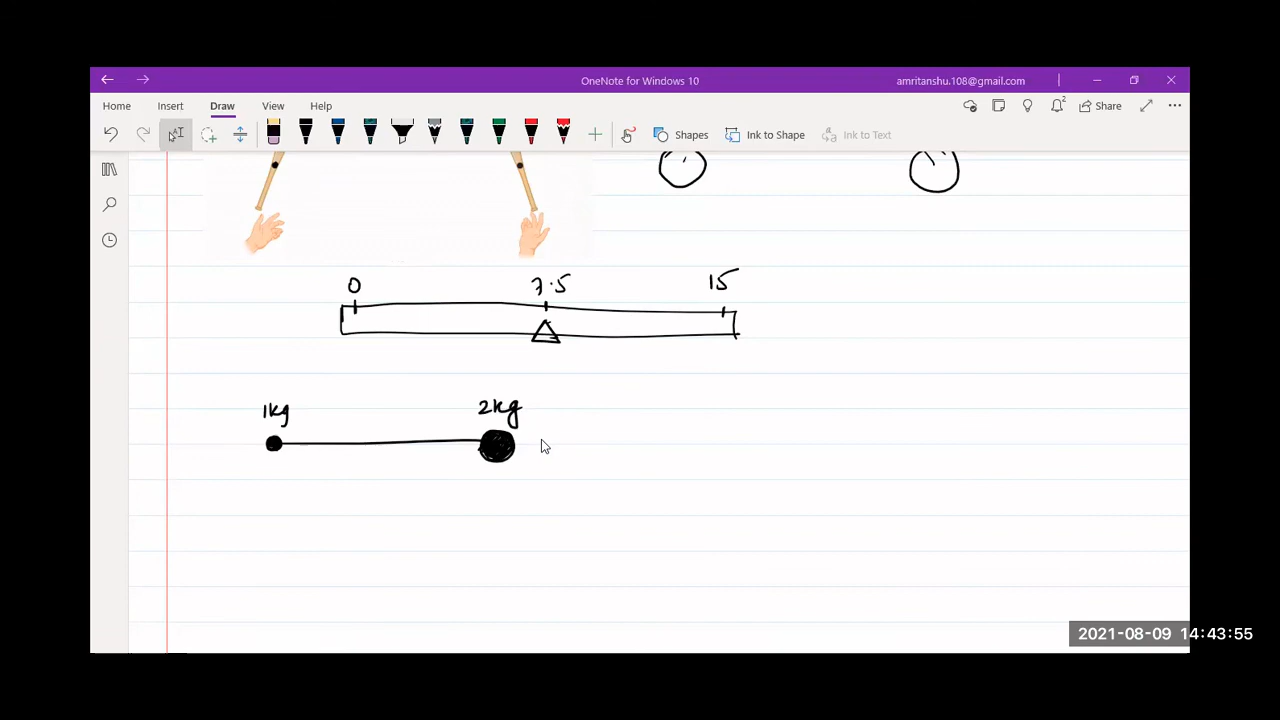 OneNote for Windows 10
amritanshu.108@gmail.com
Home Insert Draw View Help
2
Share
Shapes
Ink to Shape
Ink to Text
0 7.5 15
1kg 2kg
2021-08-09 14:43:55